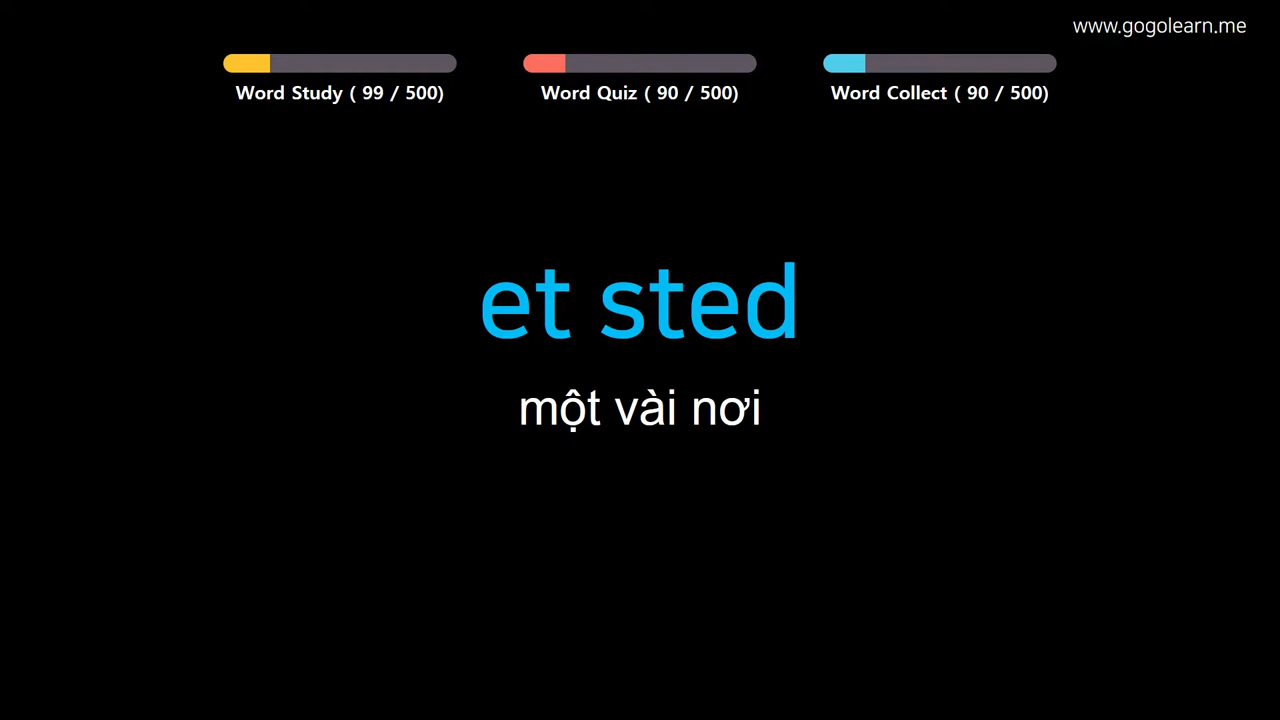 www.gogolearn.me
Word Study ( 99 / 500)
Word Quiz ( 90 / 500)
Word Collect ( 90 / 500)
et sted
một vài nơi